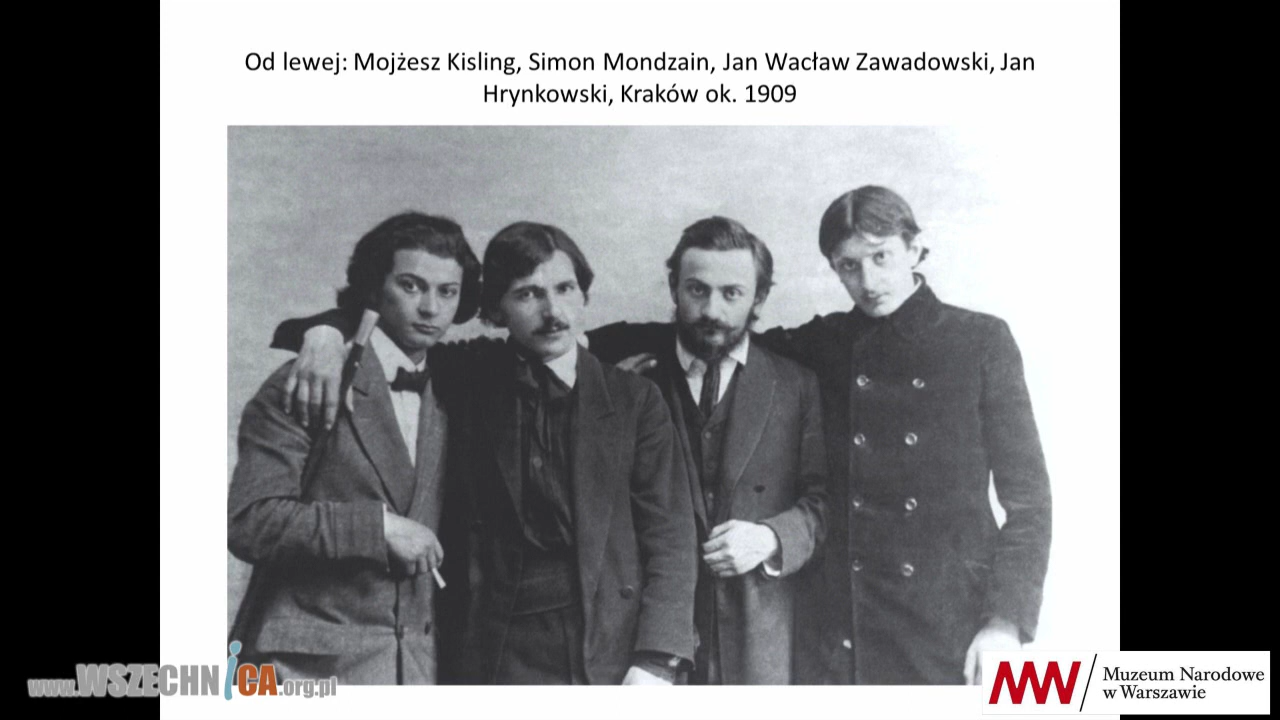 Od lewej: Mojżesz Kisling, Simon Mondzain, Jan Wacław Zawadowski, Jan
Hrynkowski, Kraków ok. 1909
www.WSZECHNiCA.org.pl
MW
Muzeum Narodowe
w Warszawie